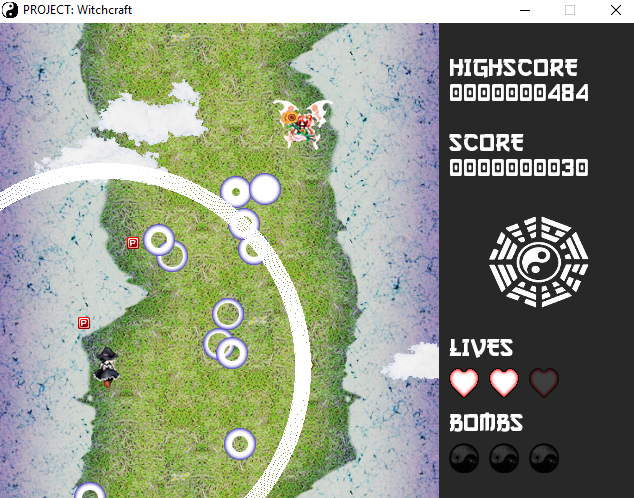 PROJECT: Witchcraft
HIGHSCORE
0000000484
SCORE
0000000030
P
P
LIVES
BOMBS